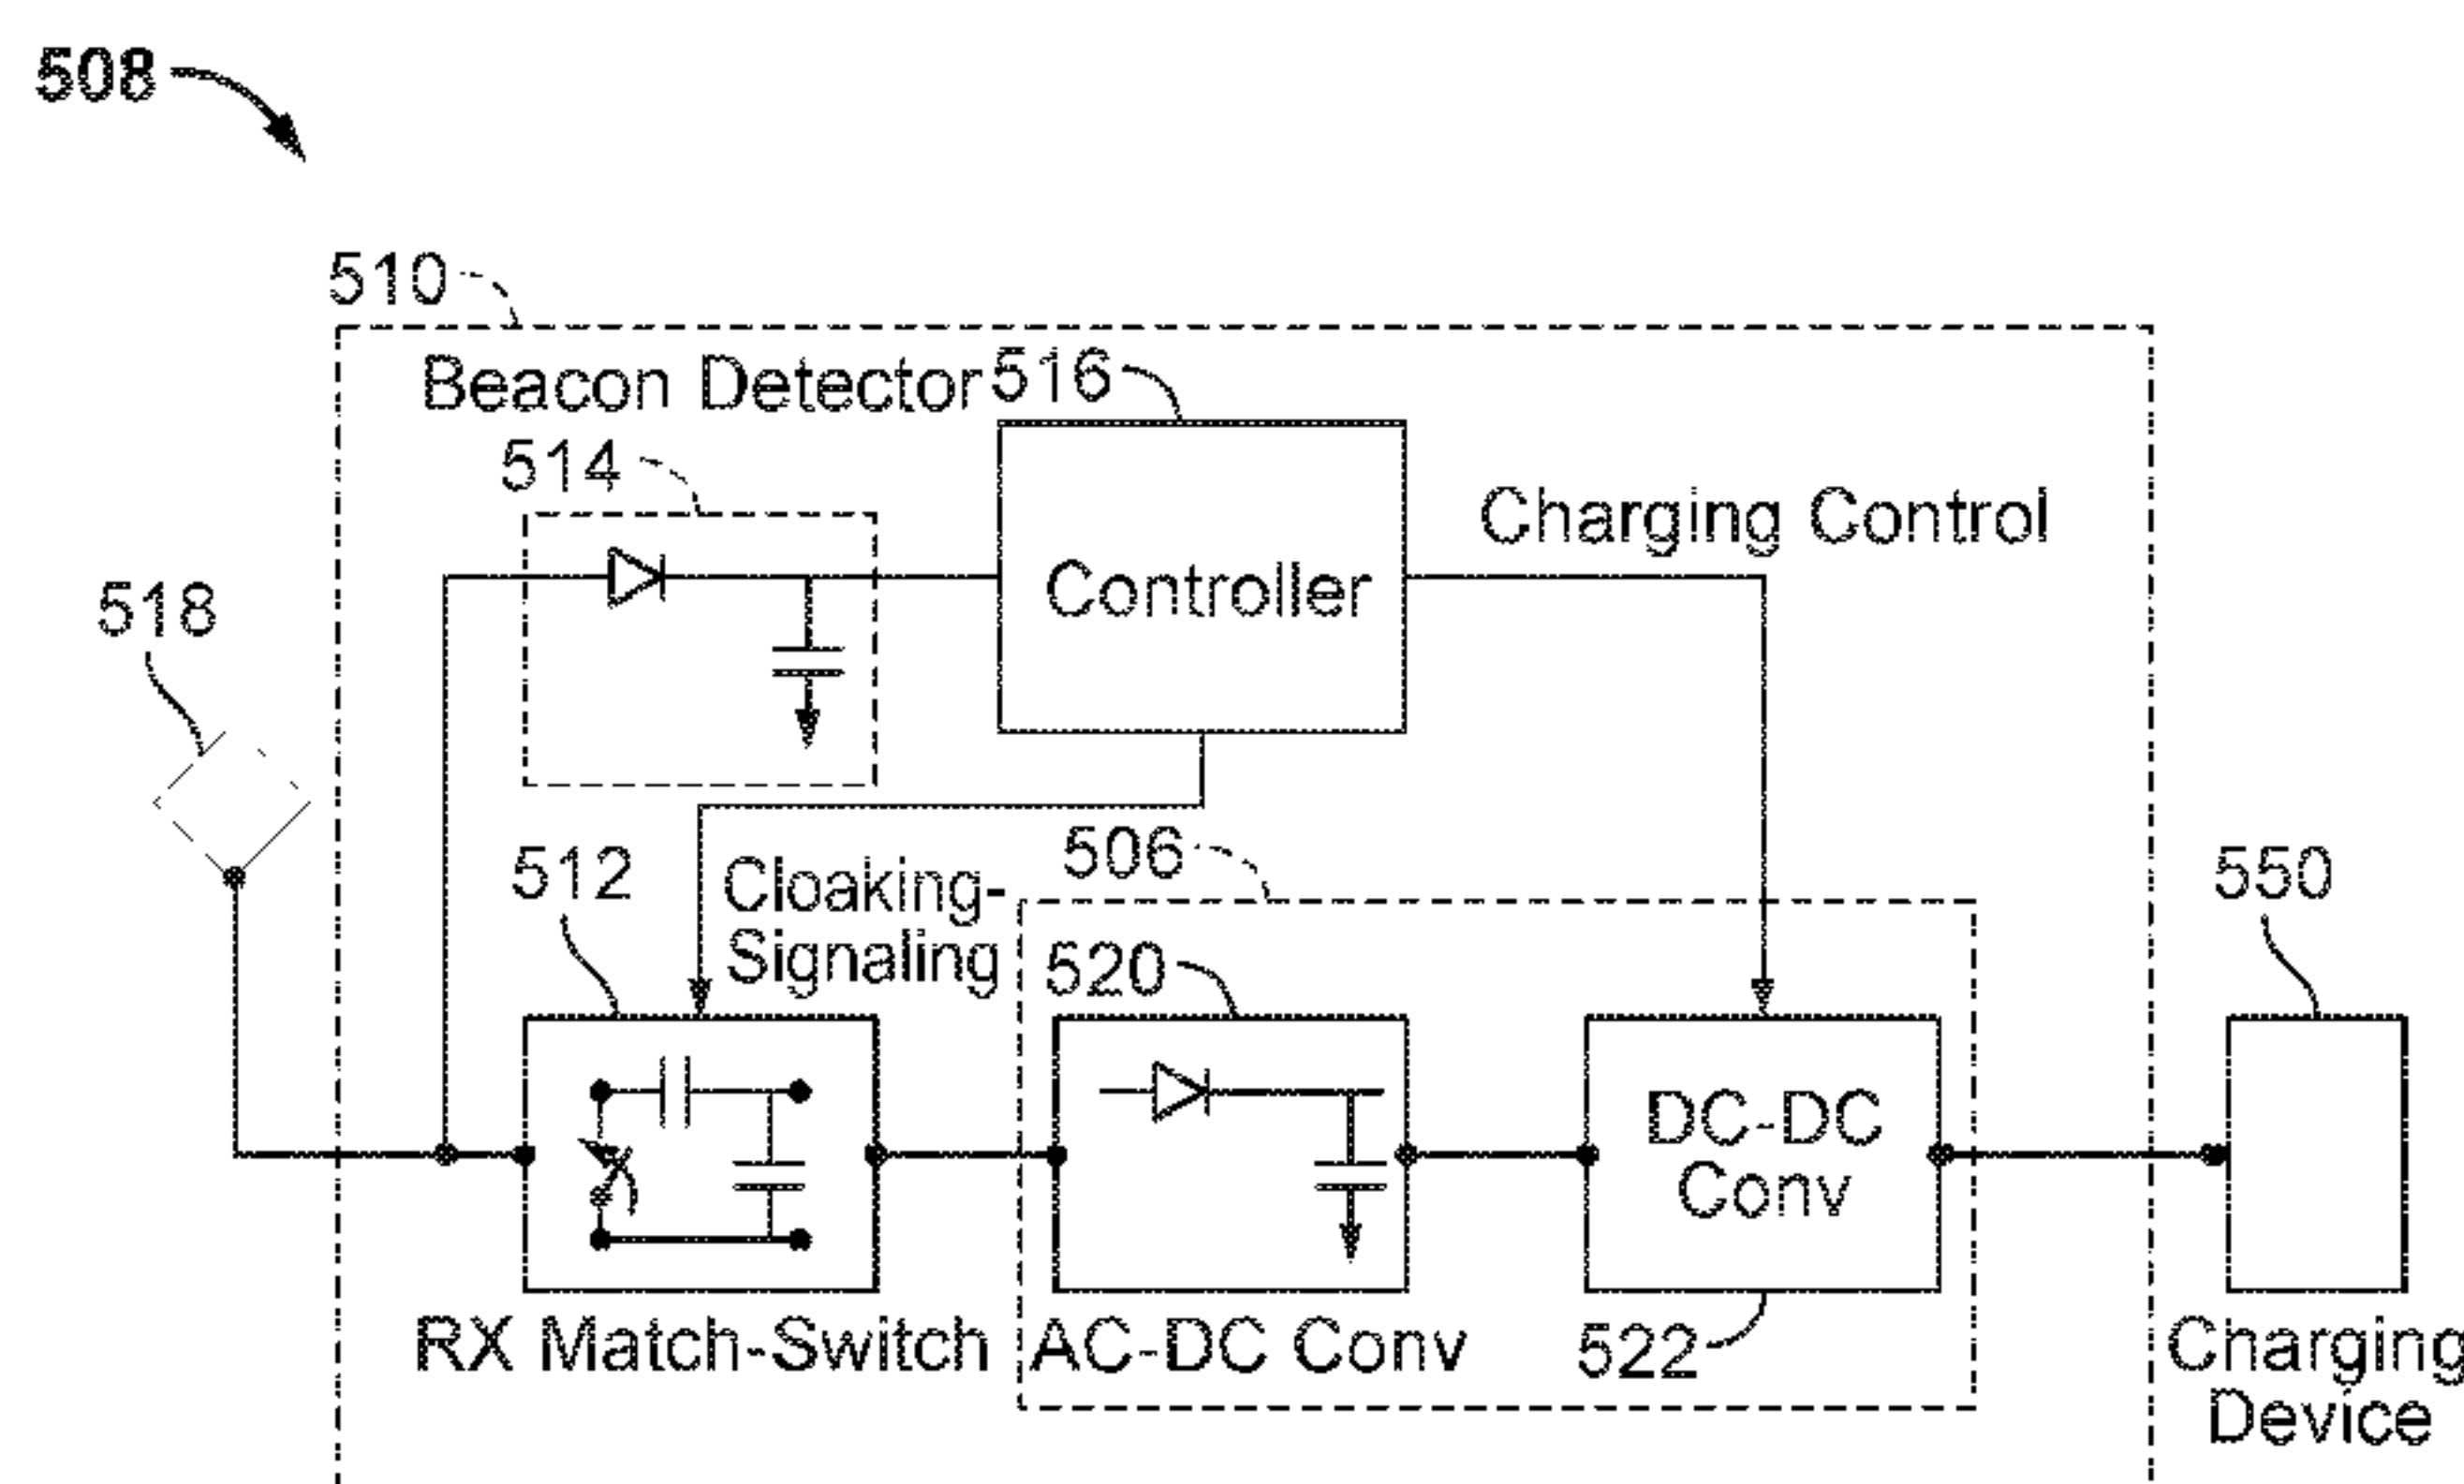 508
510
Beacon Detector
516
514
Charging Control
Controller
518
506
512
Cloaking-
Signaling
520
550
DC-DC
Conv
RX Match-Switch
AC-DC Conv
522
Charging
Device